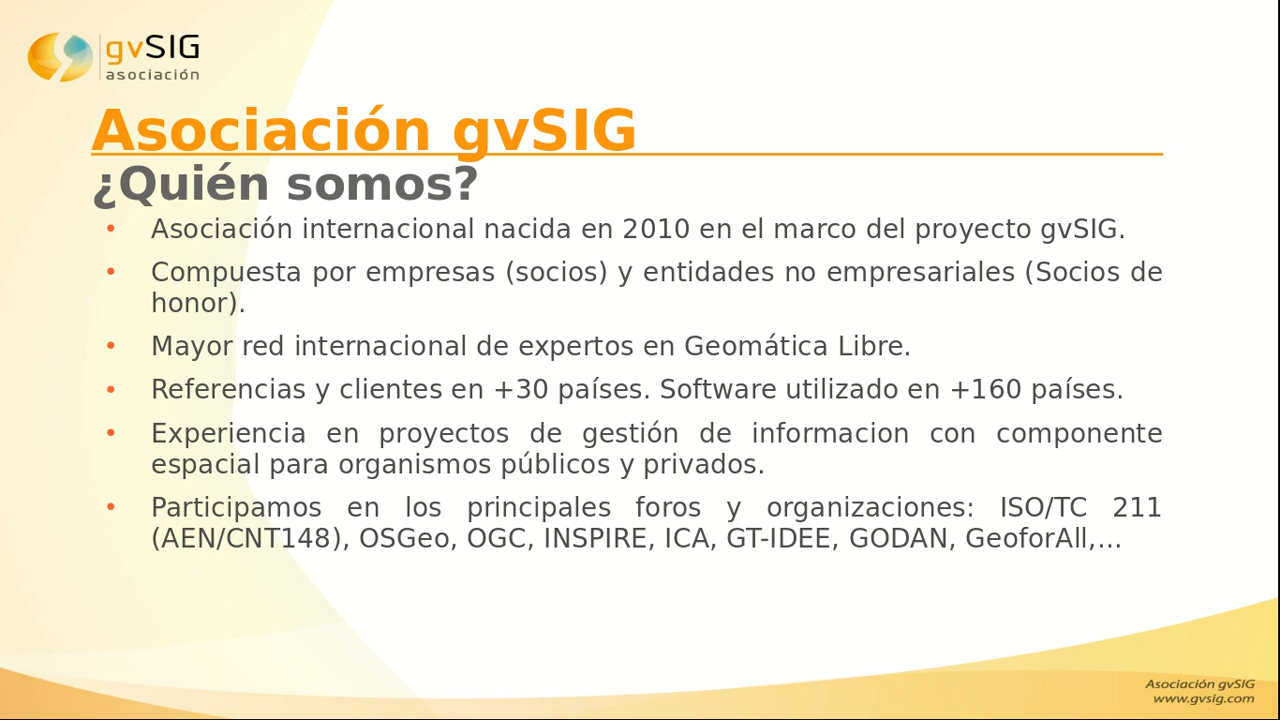 gvSIG
asociación
Asociación gvSIG
¿Quién somos?
• Asociación internacional nacida en 2010 en el marco del proyecto gvSIG.
• Compuesta por empresas (socios) y entidades no empresariales (Socios de
honor).
• Mayor red internacional de expertos en Geomática Libre.
• Referencias y clientes en +30 países. Software utilizado en +160 países.
• Experiencia en proyectos de gestión de informacion con componente
espacial para organismos públicos y privados.
• Participamos en los principales foros y organizaciones: ISO/TC 211
(AEN/CNT148), OSGeo, OGC, INSPIRE, ICA, GT-IDEE, GODAN, GeoforAll,...
Asociación gvSIG
www.gvsig.com